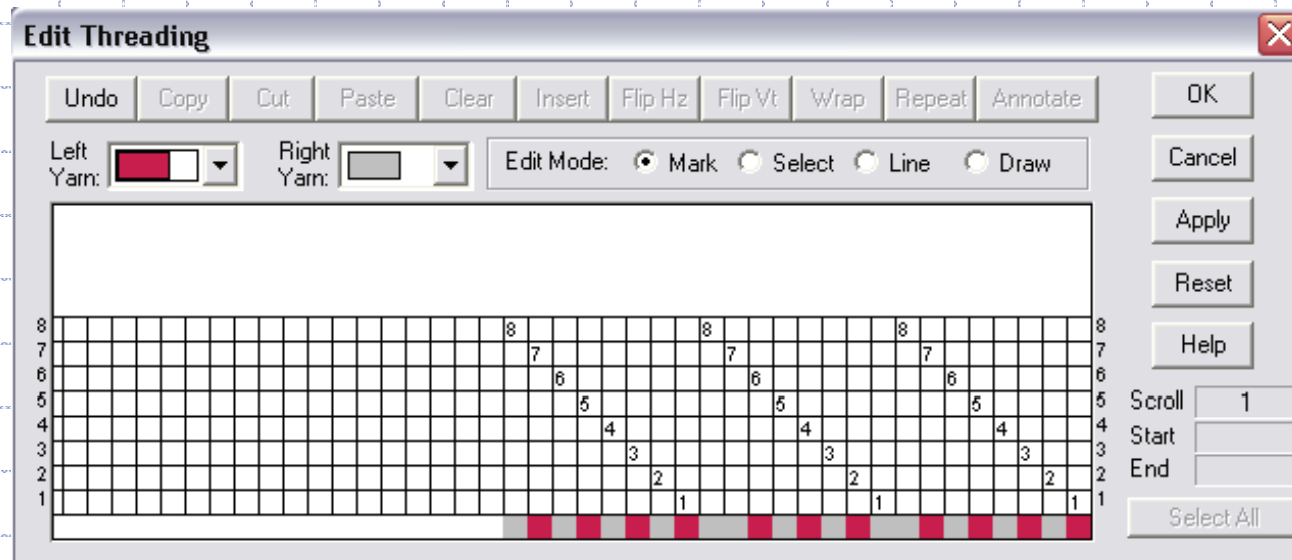 Edit Threading
Undo Copy Cut Paste Clear Insert Flip Hz Flip Vt Wrap Repeat Annotate OK
Left Yarn: Right Yarn: Edit Mode: Mark Select Line Draw Cancel
Apply
Reset
Help
8 8 8 8 8
7 7 7 7 7
6 6 6 6 6
5 5 5 5 5
4 4 4 4 4
3 3 3 3 3
2 2 2 2 2
1 1 1 1 1
Scroll 1
Start
End
Select All